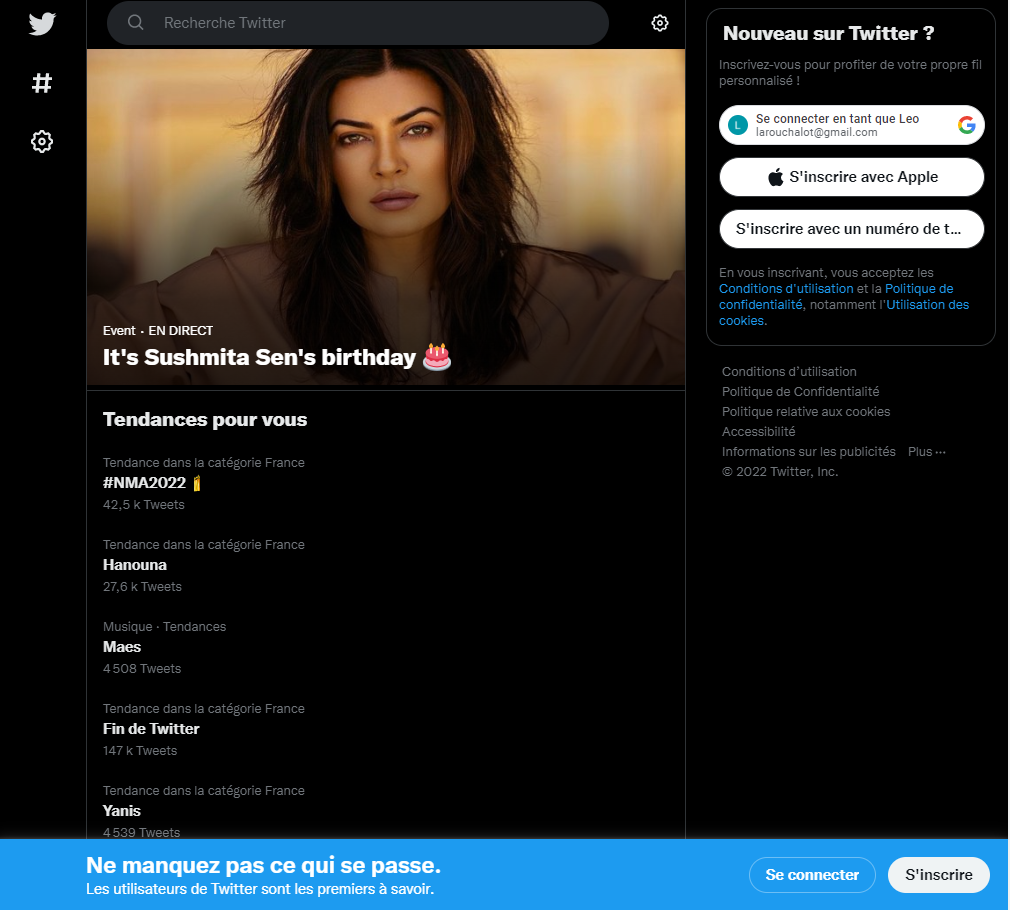 Recherche Twitter
Event · EN DIRECT
It's Sushmita Sen's birthday 🎂
Tendances pour vous
Tendance dans la catégorie France
#NMA2022
42,5 k Tweets
Tendance dans la catégorie France
Hanouna
27,6 k Tweets
Musique · Tendances
Maes
4 508 Tweets
Tendance dans la catégorie France
Fin de Twitter
147 k Tweets
Tendance dans la catégorie France
Yanis
4 539 Tweets
Nouveau sur Twitter ?
Inscrivez-vous pour profiter de votre propre fil
personnalisé !
L
Se connecter en tant que Leo
larouchalot@gmail.com
S'inscrire avec Apple
S'inscrire avec un numéro de t...
En vous inscrivant, vous acceptez les
Conditions d'utilisation et la Politique de
confidentialité, notamment l'Utilisation des
cookies.
Conditions d’utilisation
Politique de Confidentialité
Politique relative aux cookies
Accessibilité
Informations sur les publicités Plus ···
© 2022 Twitter, Inc.
Ne manquez pas ce qui se passe.
Les utilisateurs de Twitter sont les premiers à savoir.
Se connecter
S'inscrire